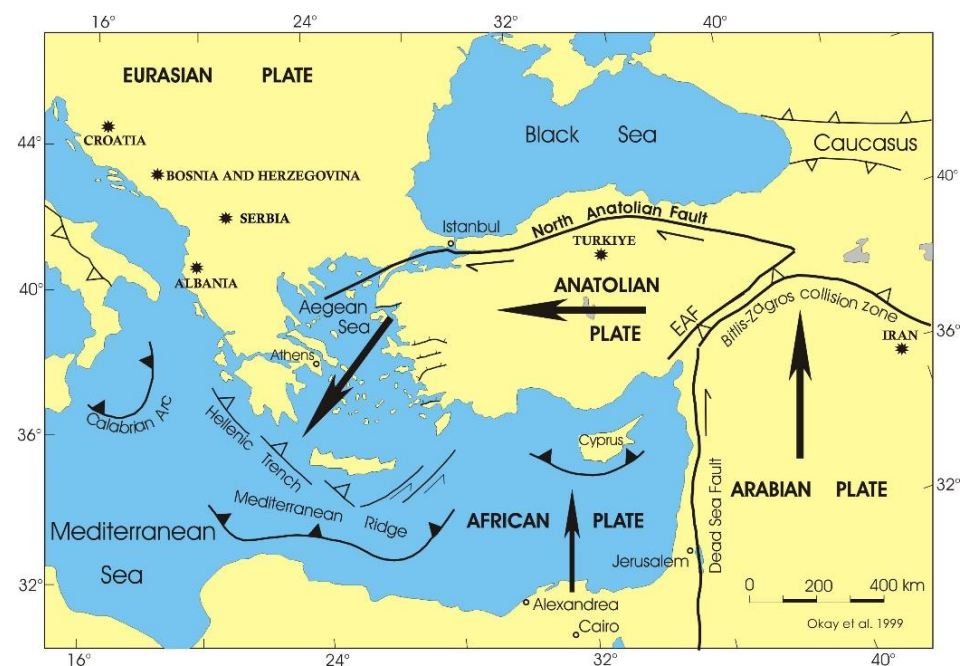 16°
24°
32°
40°
EURASIAN PLATE
CROATIA
44°
BOSNIA AND HERZEGOVINA
SERBIA
ALBANIA
40°
Black Sea
Caucasus
40°
Istanbul
North Anatolian Fault
TURKIYE
ANATOLIAN
PLATE
EAF
Bitlis-Zagros collision zone
IRAN
36°
Aegean
Sea
Athens
Calabrian Arc
36°
Hellenic
Trench
Cyprus
Mediterranean
Ridge
AFRICAN PLATE
Dead Sea Fault
ARABIAN PLATE
32°
Mediterranean
Sea
Jerusalem
32°
Alexandrea
Cairo
0 200 400 km
Okay et al. 1999
16°
24°
32°
40°